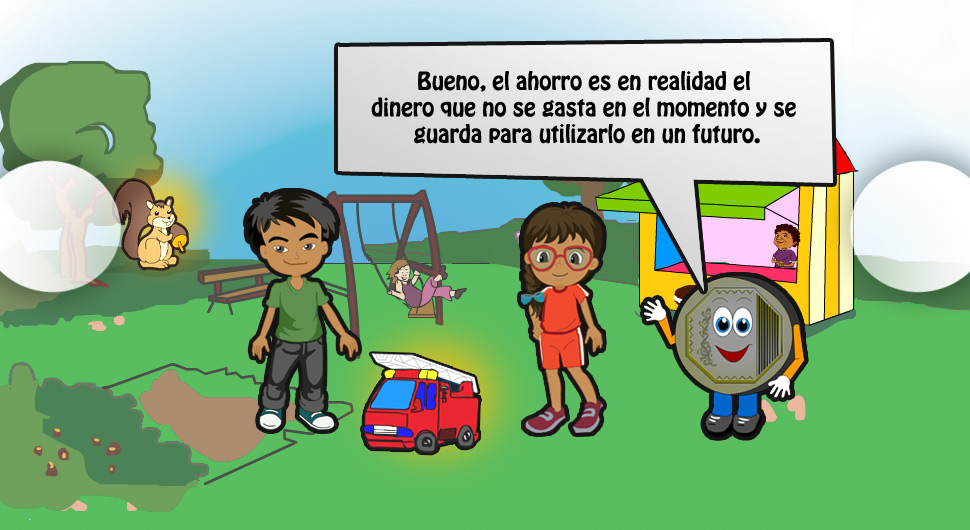 Bueno, el ahorro es en realidad el
dinero que no se gasta en el momento y se
guarda para utilizarlo en un futuro.